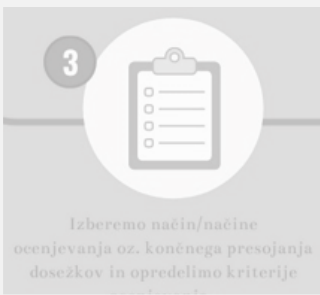 3
Izberemo način/načine
ocenjevanja oz. končnega presojanja
dosežkov in opredelimo kriterije